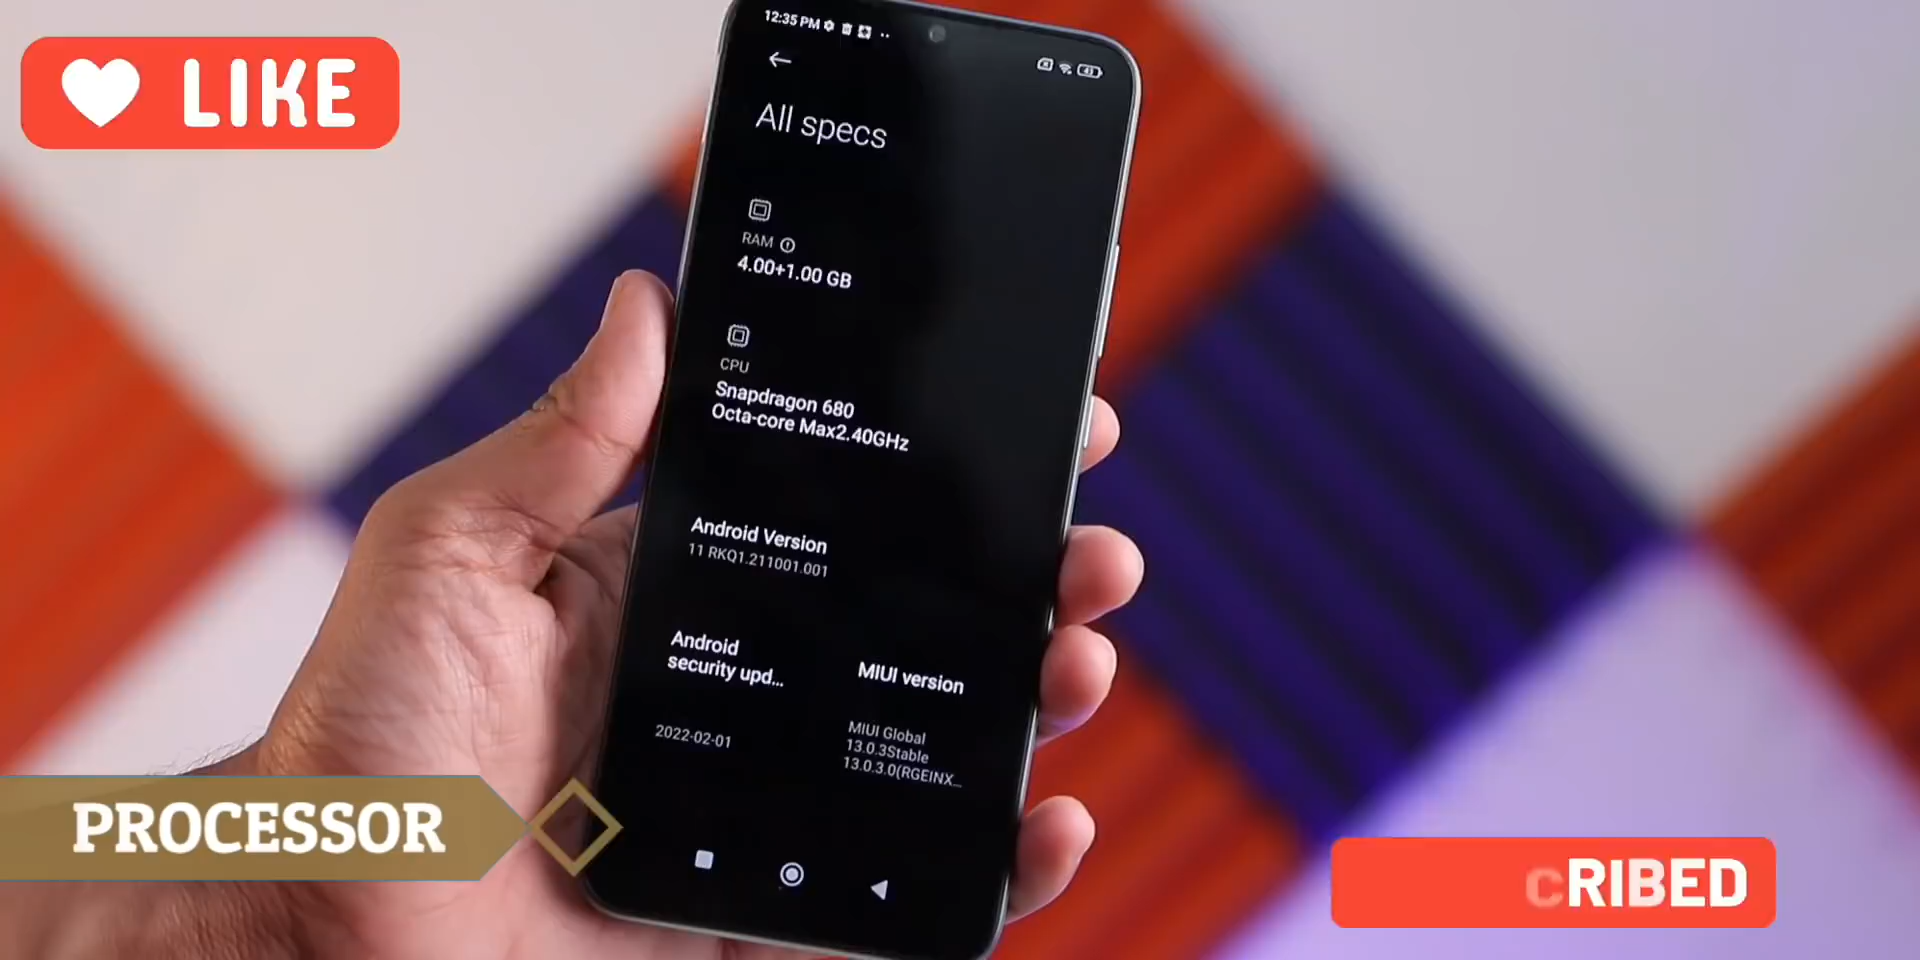 12:35 PM
LIKE
43
All specs
RAM
4.00+1.00 GB
CPU
Snapdragon 680
Octa-core Max2.40GHz
Android Version
11 RKQ1.211001.001
Android
security upd...
MIUI version
2022-02-01
MIUI Global
13.0.3Stable
13.0.3.0(RGEINX...
PROCESSOR
CRIBED